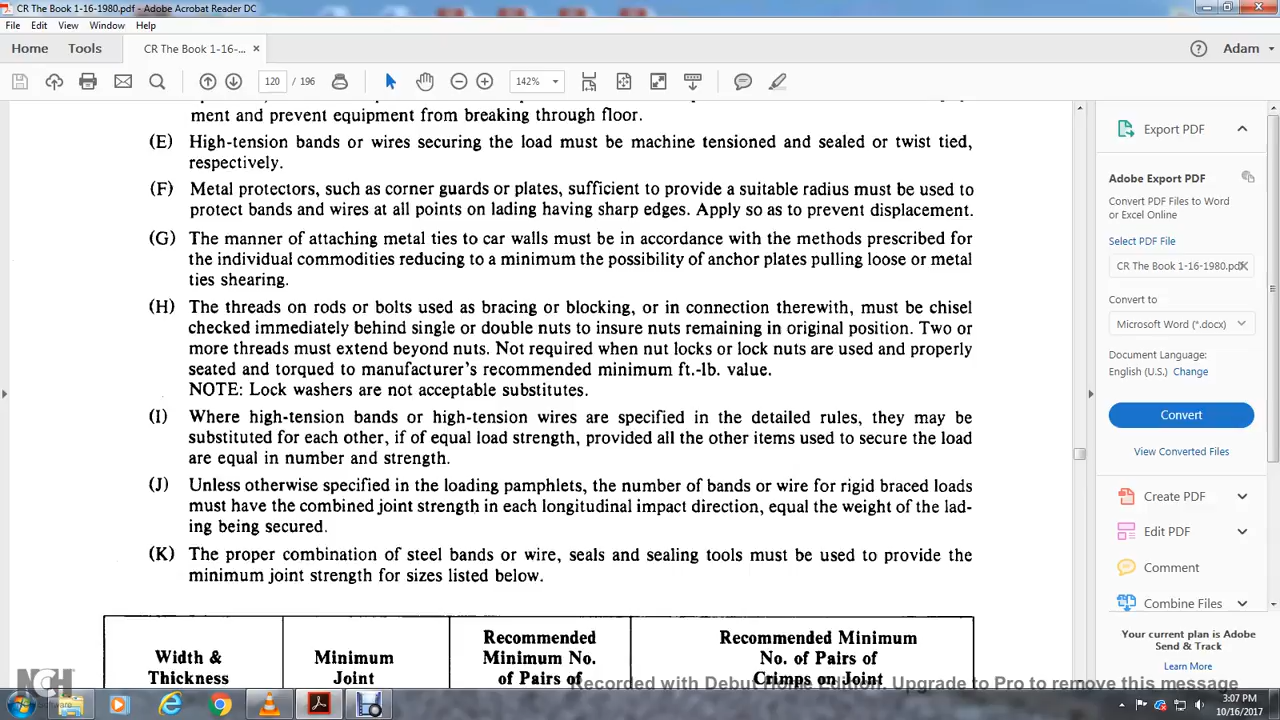 CR The Book 1-16-1980.pdf - Adobe Acrobat Reader DC
File Edit View Window Help
Home Tools CR The Book 1-16-... × Adam
120 / 196 142%
ment and prevent equipment from breaking through floor.
(E) High-tension bands or wires securing the load must be machine tensioned and sealed or twist tied,
respectively.
(F) Metal protectors, such as corner guards or plates, sufficient to provide a suitable radius must be used to
protect bands and wires at all points on lading having sharp edges. Apply so as to prevent displacement.
(G) The manner of attaching metal ties to car walls must be in accordance with the methods prescribed for
the individual commodities reducing to a minimum the possibility of anchor plates pulling loose or metal
ties shearing.
(H) The threads on rods or bolts used as bracing or blocking, or in connection therewith, must be chisel
checked immediately behind single or double nuts to insure nuts remaining in original position. Two or
more threads must extend beyond nuts. Not required when nut locks or lock nuts are used and properly
seated and torqued to manufacturer's recommended minimum ft.-lb. value.
NOTE: Lock washers are not acceptable substitutes.
(I) Where high-tension bands or high-tension wires are specified in the detailed rules, they may be
substituted for each other, if of equal load strength, provided all the other items used to secure the load
are equal in number and strength.
(J) Unless otherwise specified in the loading pamphlets, the number of bands or wire for rigid braced loads
must have the combined joint strength in each longitudinal impact direction, equal the weight of the lad-
ing being secured.
(K) The proper combination of steel bands or wire, seals and sealing tools must be used to provide the
minimum joint strength for sizes listed below.
Width &
Thickness
Minimum
Joint
Recommended
Minimum No.
of Pairs of
Recommended Minimum
No. of Pairs of
Crimps on Joint
Export PDF
Adobe Export PDF
Convert PDF Files to Word
or Excel Online
Select PDF File
CR The Book 1-16-1980.pdf
Convert to
Microsoft Word (*.docx)
Document Language:
English (U.S.) Change
Convert
View Converted Files
Create PDF
Edit PDF
Comment
Combine Files
Your current plan is Adobe
Send & Track
Learn More
NCH
Software
Recorded with Debut Home Edition. Upgrade to Pro to remove this message
3:07 PM
10/16/2017